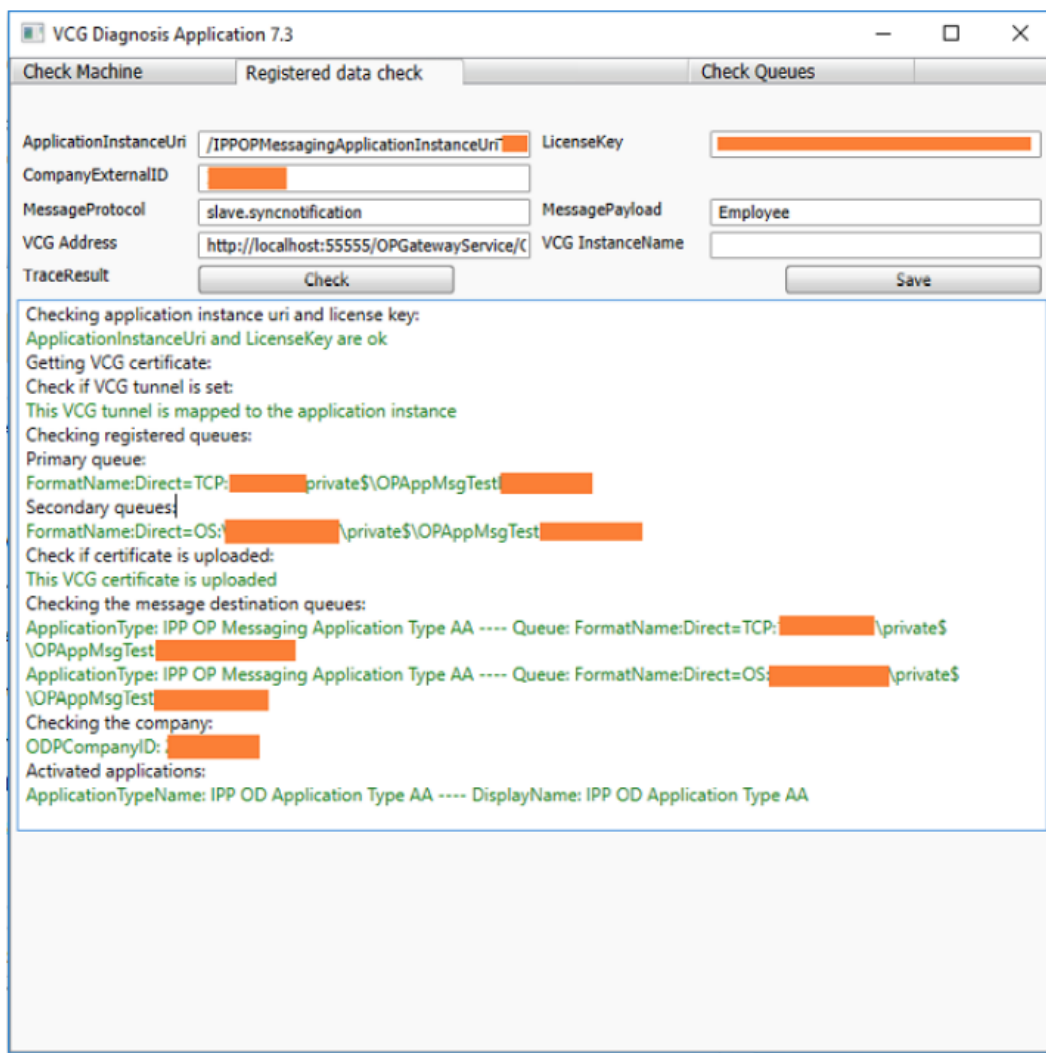 VCG Diagnosis Application 7.3
Check Machine Registered data check Check Queues
ApplicationInstanceUri /IPPOPMessagingApplicationInstanceUri LicenseKey
CompanyExternalID
MessageProtocol slave.syncnotification MessagePayload Employee
VCG Address http://localhost:55555/OPGatewayService/ VCG InstanceName
TraceResult Check Save
Checking application instance uri and license key:
ApplicationInstanceUri and LicenseKey are ok
Getting VCG certificate:
Check if VCG tunnel is set:
This VCG tunnel is mapped to the application instance
Checking registered queues:
Primary queue:
FormatName:Direct=TCP: private$\OPAppMsgTest
Secondary queues:
FormatName:Direct=OS:\ \private$\OPAppMsgTest
Check if certificate is uploaded:
This VCG certificate is uploaded
Checking the message destination queues:
ApplicationType: IPP OP Messaging Application Type AA ---- Queue: FormatName:Direct=TCP: \private$
\OPAppMsgTest
ApplicationType: IPP OP Messaging Application Type AA ---- Queue: FormatName:Direct=OS: \private$
\OPAppMsgTest
Checking the company:
ODPCompanyID:
Activated applications:
ApplicationTypeName: IPP OD Application Type AA ---- DisplayName: IPP OD Application Type AA